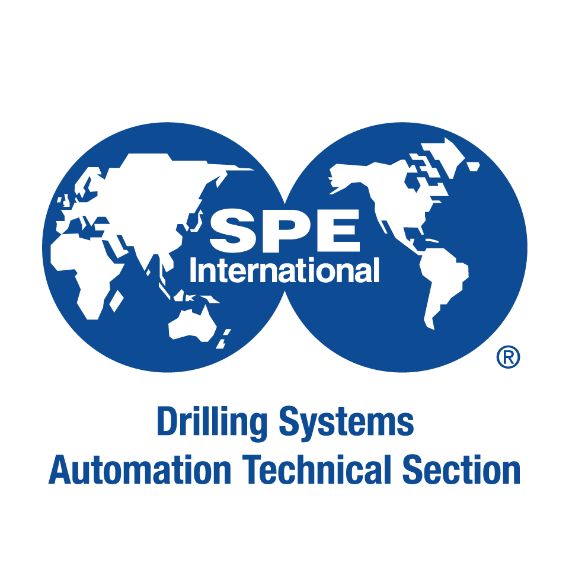 SPE
International
®
Drilling Systems
Automation Technical Section